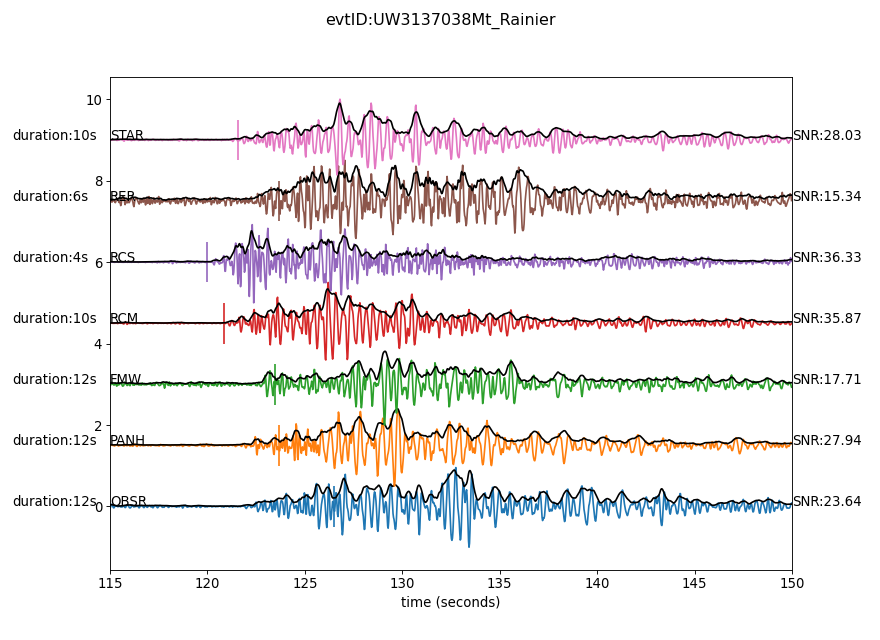 evtID:UW3137038Mt_Rainier
10
duration:10s STAR SNR:28.03
8
duration:6s RER SNR:15.34
duration:4s RCS SNR:36.33
6
duration:10s RCM SNR:35.87
4
duration:12s FMW SNR:17.71
2
duration:12s PANH SNR:27.94
duration:12s OBSR SNR:23.64
0
115 120 125 130 135 140 145 150
time (seconds)